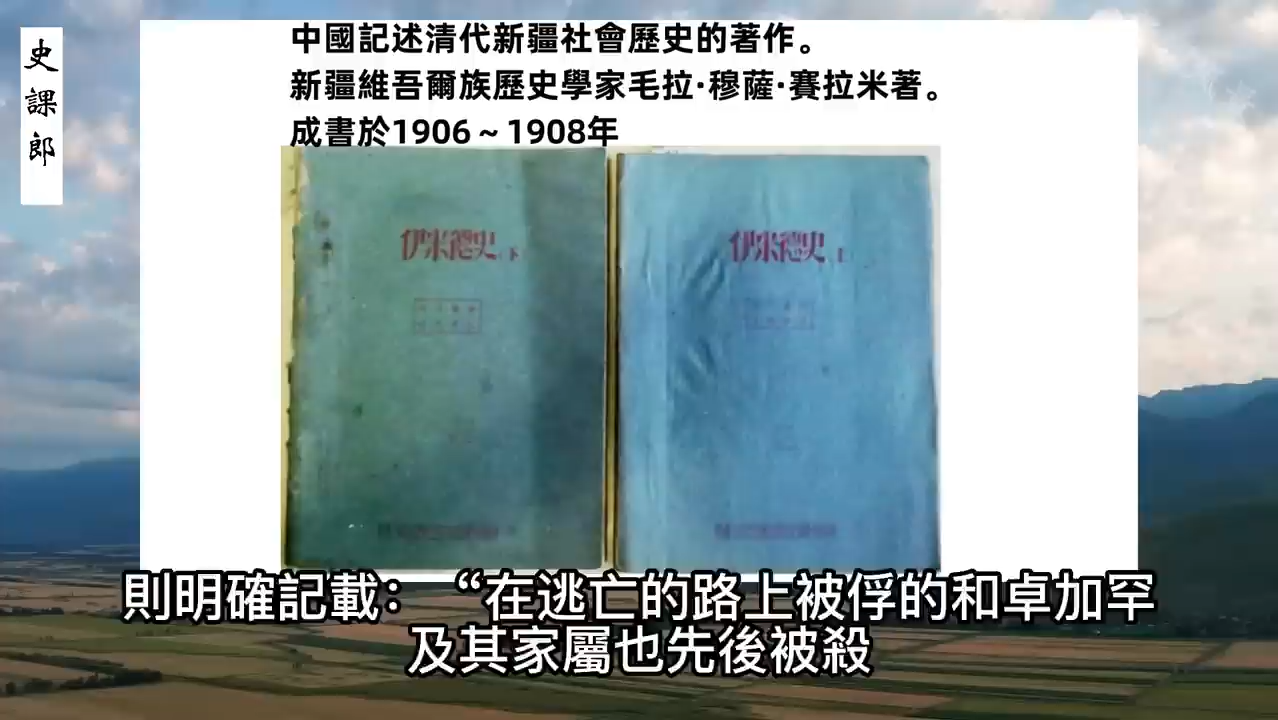 史課郎
中國記述清代新疆社會歷史的著作。
新疆維吾爾族歷史學家毛拉·穆薩·賽拉米著。
成書於1906～1908年
伊米德史 下
伊米德史 上
則明確記載：“在逃亡的路上被俘的和卓加罕
及其家屬也先後被殺